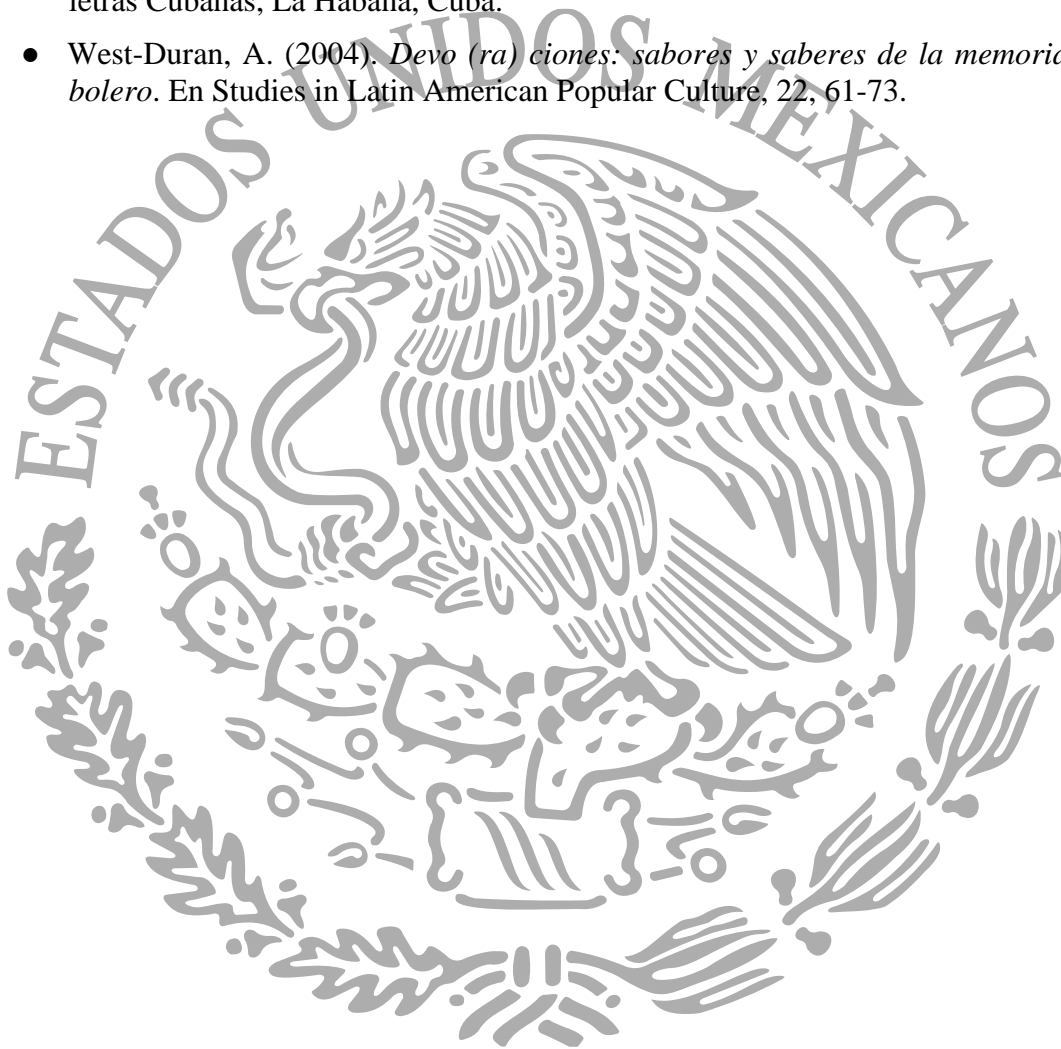 letras Cubanas, La Habana, Cuba.
● West-Duran, A. (2004). Devo (ra) ciones: sabores y saberes de la memoria
bolero. En Studies in Latin American Popular Culture, 22, 61-73.
ESTADOS UNIDOS MEXICANOS